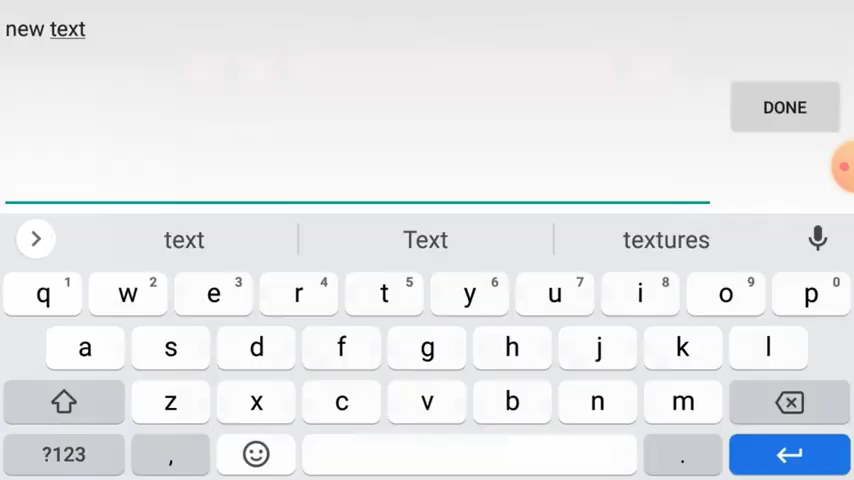 new text
DONE
text Text textures
q 1 w 2 e 3 r 4 t 5 y 6 u 7 i 8 o 9 p 0
a s d f g h j k l
z x c v b n m
?123 , .